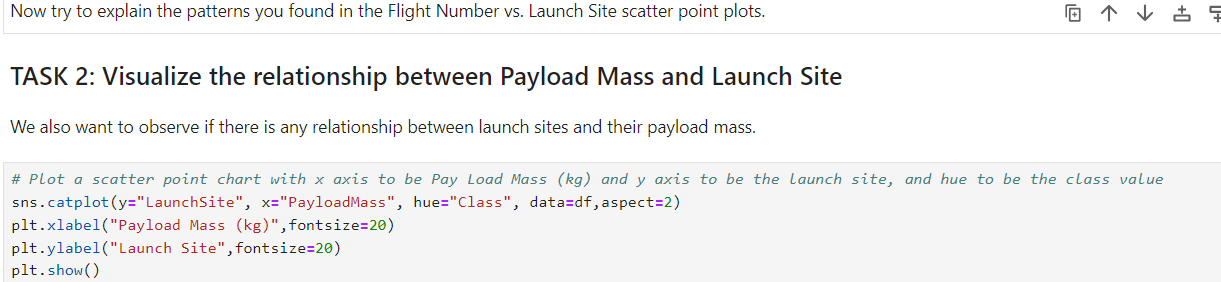 Now try to explain the patterns you found in the Flight Number vs. Launch Site scatter point plots.
TASK 2: Visualize the relationship between Payload Mass and Launch Site
We also want to observe if there is any relationship between launch sites and their payload mass.
# Plot a scatter point chart with x axis to be Pay Load Mass (kg) and y axis to be the launch site, and hue to be the class value
sns.catplot(y="LaunchSite", x="PayloadMass", hue="Class", data=df,aspect=2)
plt.xlabel("Payload Mass (kg)",fontsize=20)
plt.ylabel("Launch Site",fontsize=20)
plt.show()